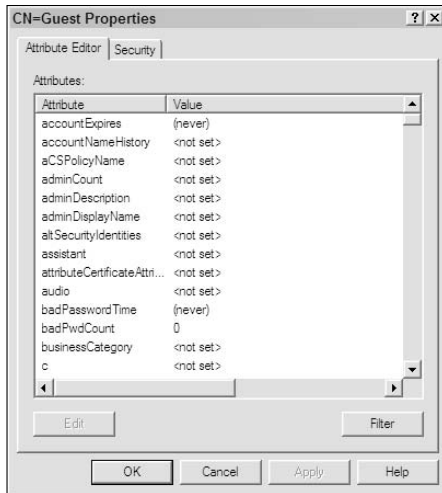 CN=Guest Properties ? X
Attribute Editor Security
Attributes:
Attribute Value
accountExpires (never)
accountNameHistory <not set>
aCSPolicyName <not set>
adminCount <not set>
adminDescription <not set>
adminDisplayName <not set>
altSecurityIdentities <not set>
assistant <not set>
attributeCertificateAttri... <not set>
audio <not set>
badPasswordTime (never)
badPwdCount 0
businessCategory <not set>
c <not set>
Edit Filter
OK Cancel Apply Help